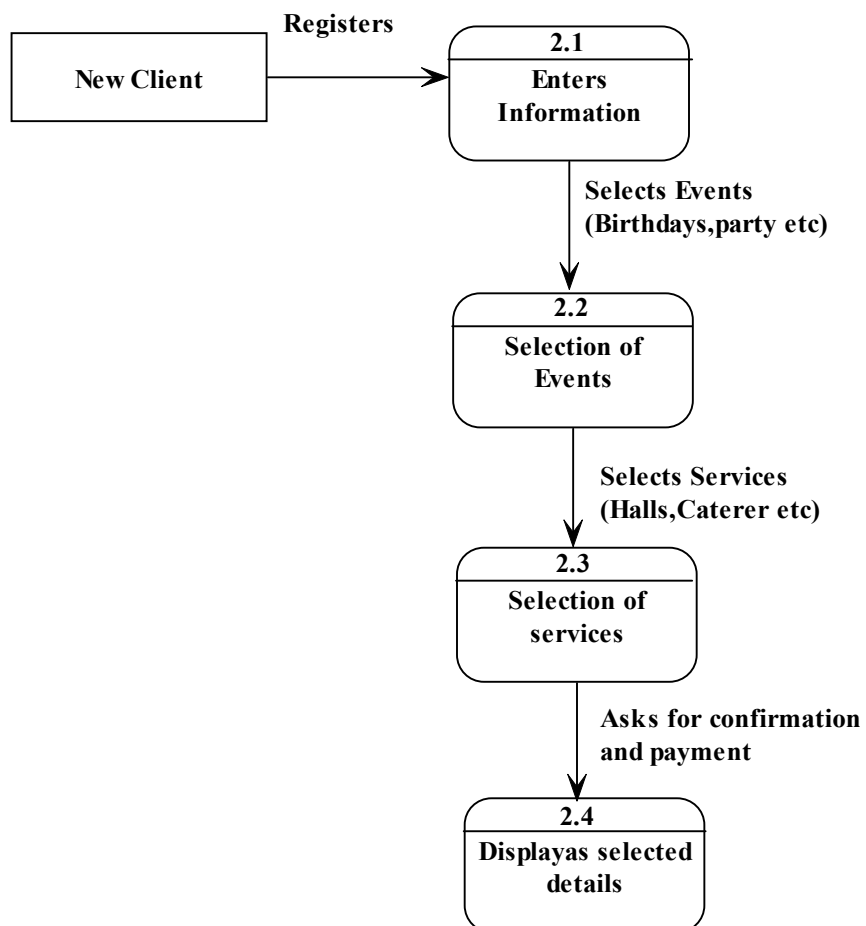 Registers
New Client
2.1
Enters
Information
Selects Events
(Birthdays,party etc)
2.2
Selection of
Events
Selects Services
(Halls,Caterer etc)
2.3
Selection of
services
Asks for confirmation
and payment
2.4
Displayas selected
details